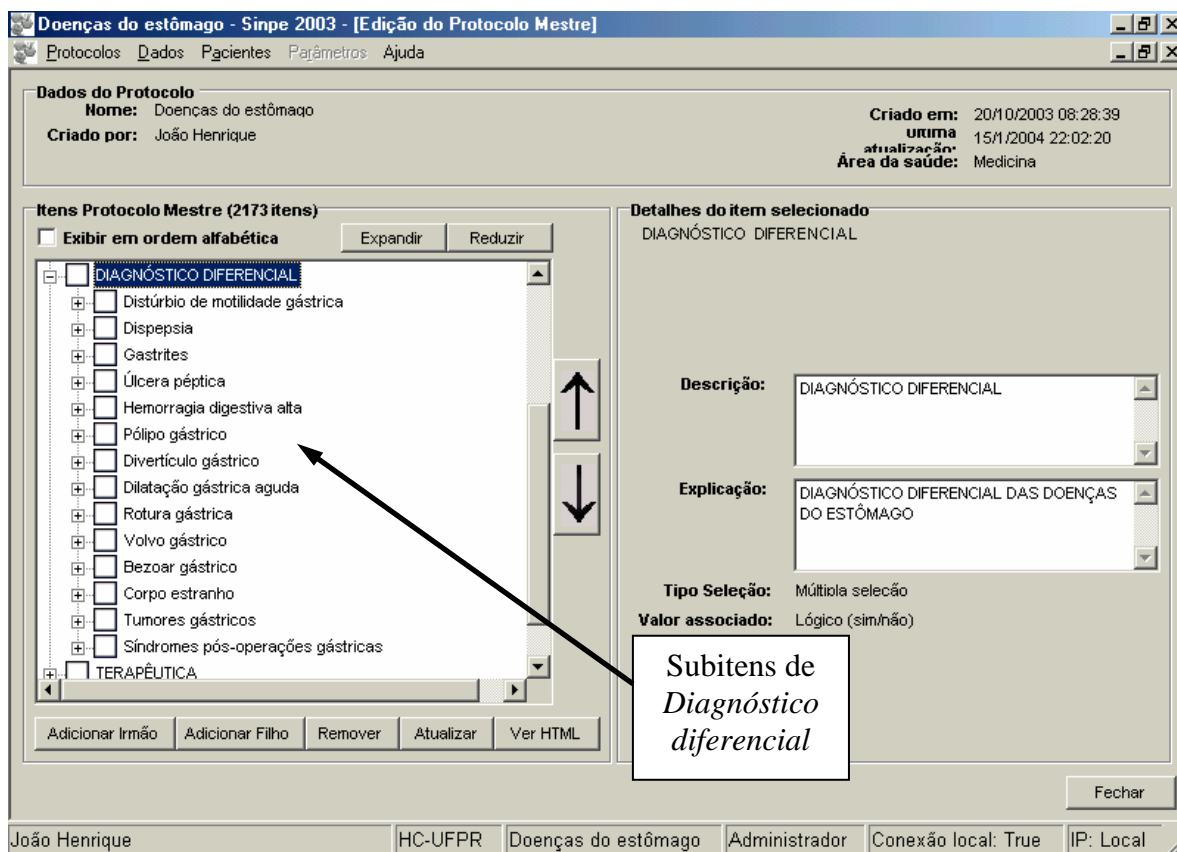 Doenças do estômago - Sinpe 2003 - [Edição do Protocolo Mestre]
Protocolos Dados Pacientes Parâmetros Ajuda
Dados do Protocolo
Nome: Doenças do estômago
Criado por: João Henrique
Criado em: 20/10/2003 08:28:39
Última atualização: 15/1/2004 22:02:20
Área da saúde: Medicina
Itens Protocolo Mestre (2173 itens)
Exibir em ordem alfabética
Expandir
Reduzir
DIAGNÓSTICO DIFERENCIAL
Distúrbio de motilidade gástrica
Dispepsia
Gastrites
Úlcera péptica
Hemorragia digestiva alta
Pólipo gástrico
Divertículo gástrico
Dilatação gástrica aguda
Rotura gástrica
Volvo gástrico
Bezoar gástrico
Corpo estranho
Tumores gástricos
Síndromes pós-operações gástricas
TERAPÊUTICA
Adicionar Irmão
Adicionar Filho
Remover
Atualizar
Ver HTML
Detalhes do item selecionado
DIAGNÓSTICO DIFERENCIAL
Descrição: DIAGNÓSTICO DIFERENCIAL
Explicação: DIAGNÓSTICO DIFERENCIAL DAS DOENÇAS
DO ESTÔMAGO
Tipo Seleção: Múltipla seleção
Valor associado: Lógico (sim/não)
Subitens de
Diagnóstico
diferencial
Fechar
João Henrique
HC-UFPR
Doenças do estômago
Administrador
Conexão local: True
IP: Local